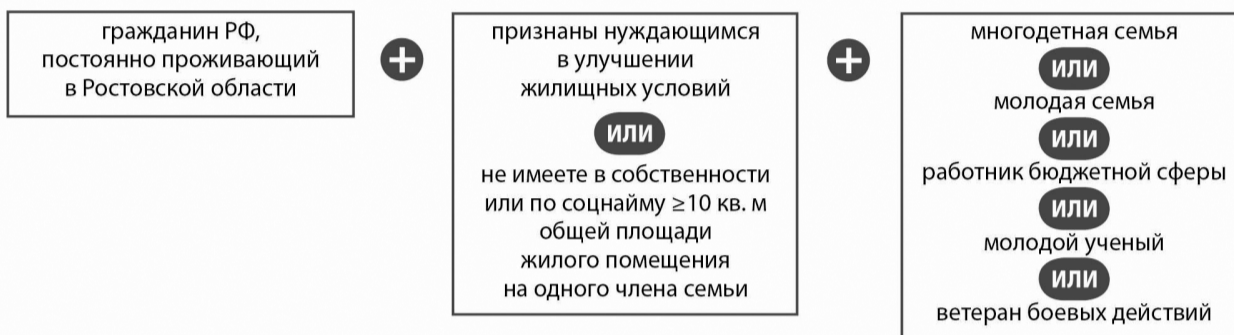 гражданин РФ,
постоянно проживающий
в Ростовской области
+
признаны нуждающимся
в улучшении
жилищных условий
ИЛИ
не имеете в собственности
или по соцнайму ≥10 кв. м
общей площади
жилого помещения
на одного члена семьи
+
многодетная семья
ИЛИ
молодая семья
ИЛИ
работник бюджетной сферы
ИЛИ
молодой ученый
ИЛИ
ветеран боевых действий